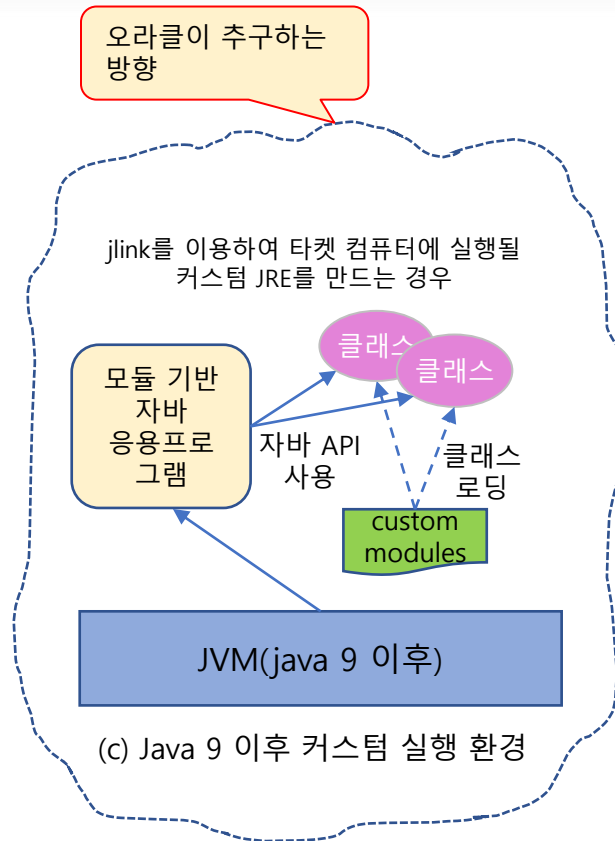 오라클이 추구하는
방향
jlink를 이용하여 타켓 컴퓨터에 실행될
커스텀 JRE를 만드는 경우
클래스
클래스
모듈 기반
자바
응용프로
그램
자바 API
사용
클래스
로딩
custom
modules
JVM(java 9 이후)
(c) Java 9 이후 커스텀 실행 환경